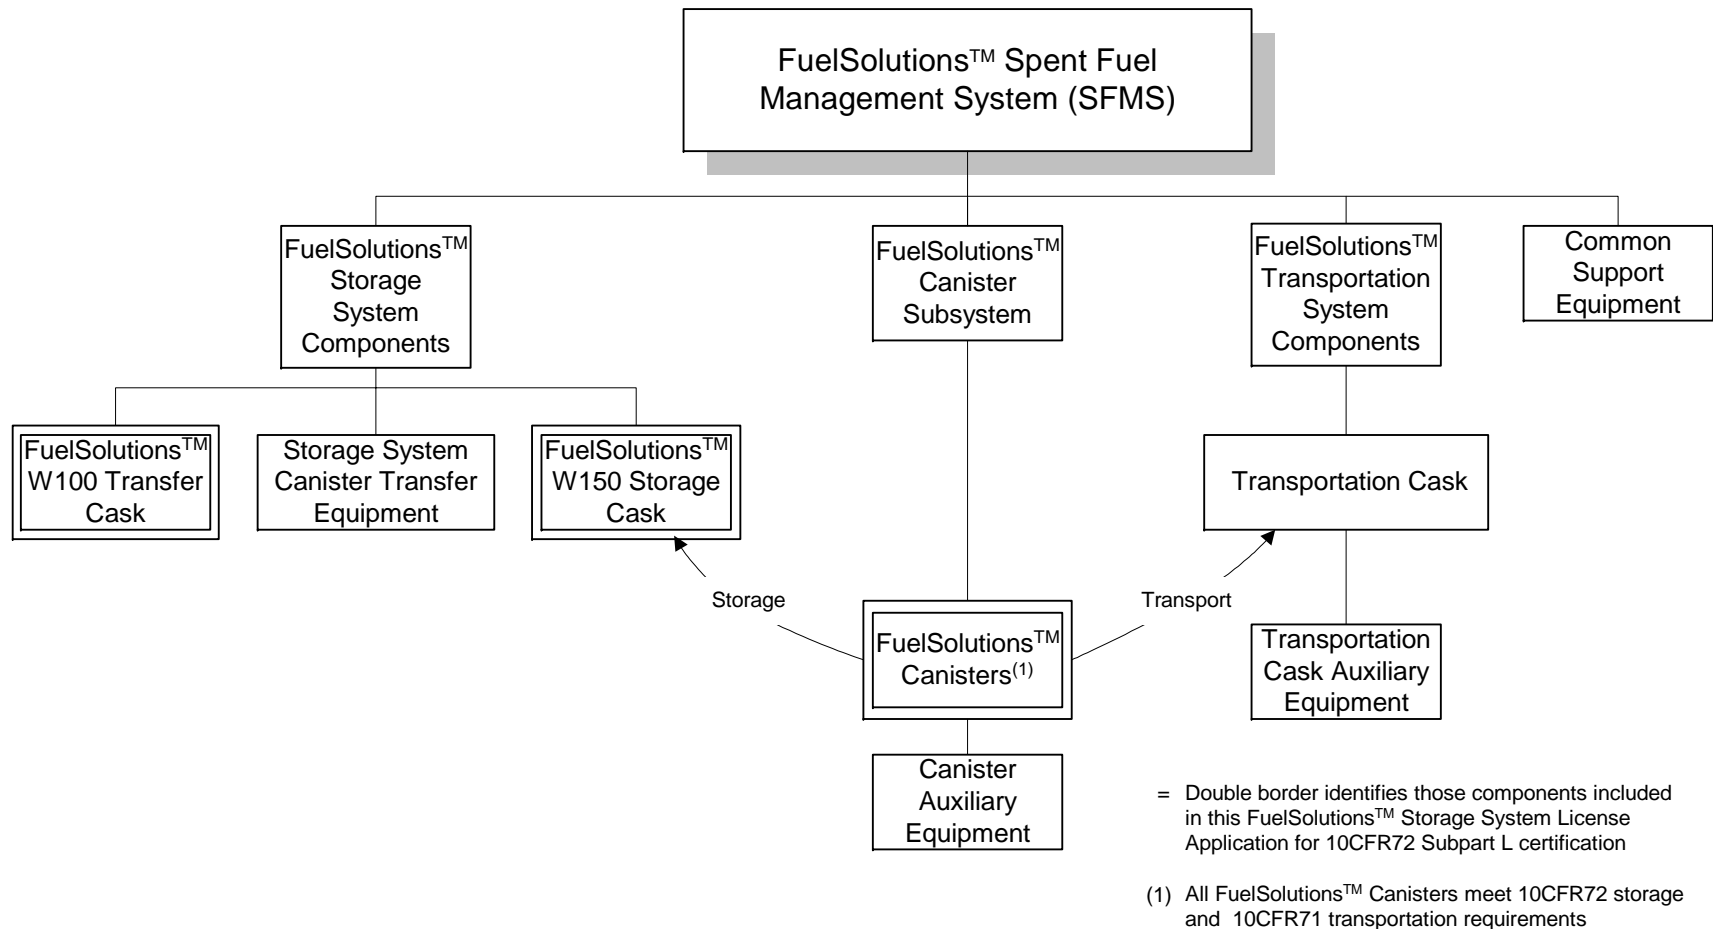 FuelSolutions™ Spent Fuel
Management System (SFMS)
FuelSolutions™
Storage
System
Components
FuelSolutions™
Canister
Subsystem
FuelSolutions™
Transportation
System
Components
Common
Support
Equipment
FuelSolutions™
W100 Transfer
Cask
Storage System
Canister Transfer
Equipment
FuelSolutions™
W150 Storage
Cask
Transportation Cask
Storage
Transport
FuelSolutions™
Canisters(1)
Transportation
Cask Auxiliary
Equipment
Canister
Auxiliary
Equipment
= Double border identifies those components included
in this FuelSolutions™ Storage System License
Application for 10CFR72 Subpart L certification
(1) All FuelSolutions™ Canisters meet 10CFR72 storage
and 10CFR71 transportation requirements